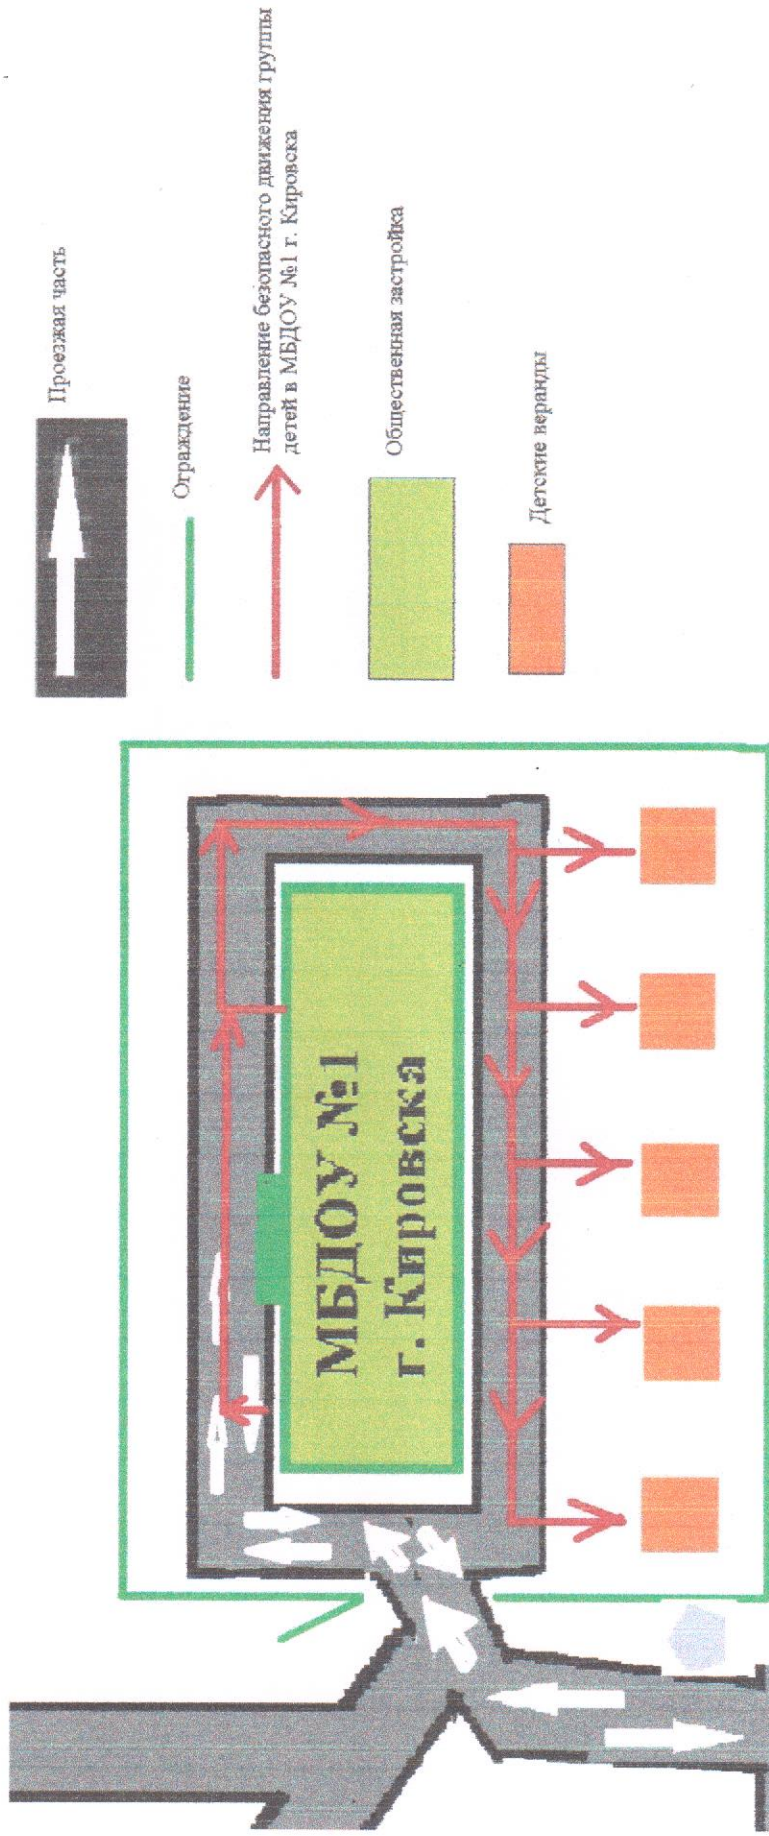 Проезжая часть
Ограждение
Направление безопасного движения группы
детей в МБДОУ №1 г. Кировска
Общественная застройка
Детские веранды
МБДОУ №1
г. Кировска